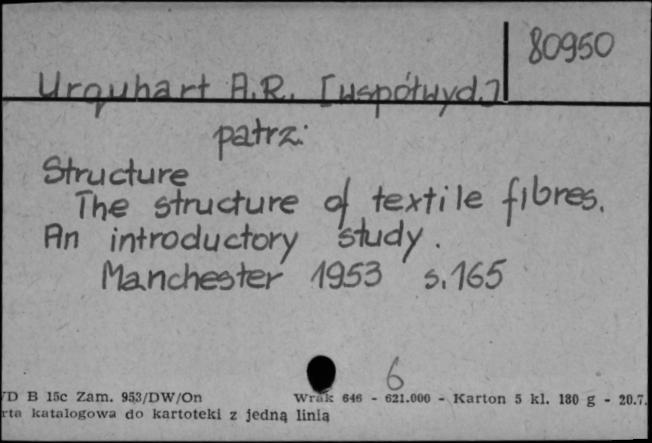 80950
Urquhart A.R. [współwyd.]
patrz:
Structure
The structure of textile fibres.
An introductory study.
Manchester 1953 s.165
6
/D B 15c Zam. 953/DW/On Wrak 646 - 621.000 - Karton 5 kl. 180 g - 20.7.
rta katalogowa do kartoteki z jedną linią